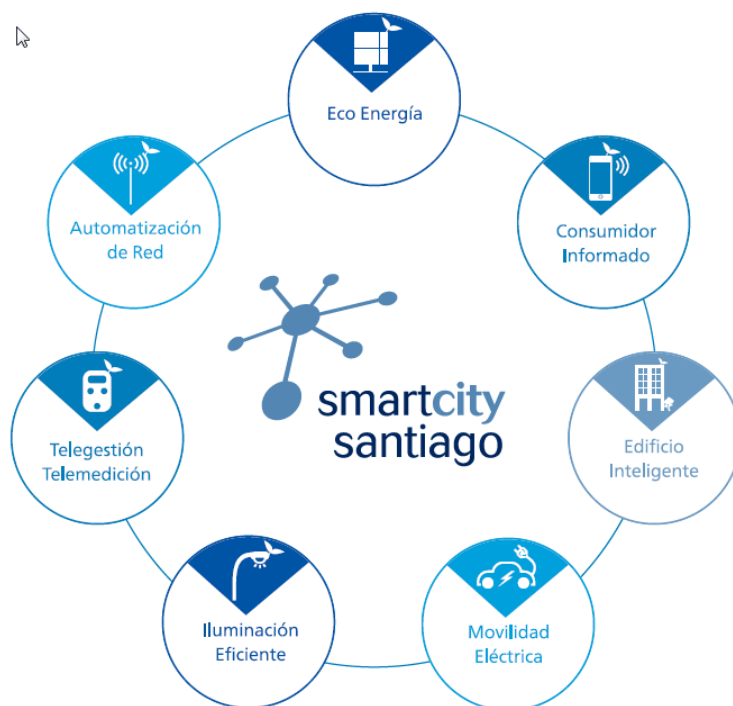 Eco Energía
Consumidor
Informado
Edificio
Inteligente
Movilidad
Eléctrica
Iluminación
Eficiente
Telegestión
Telemedición
Automatización
de Red
smartcity
santiago